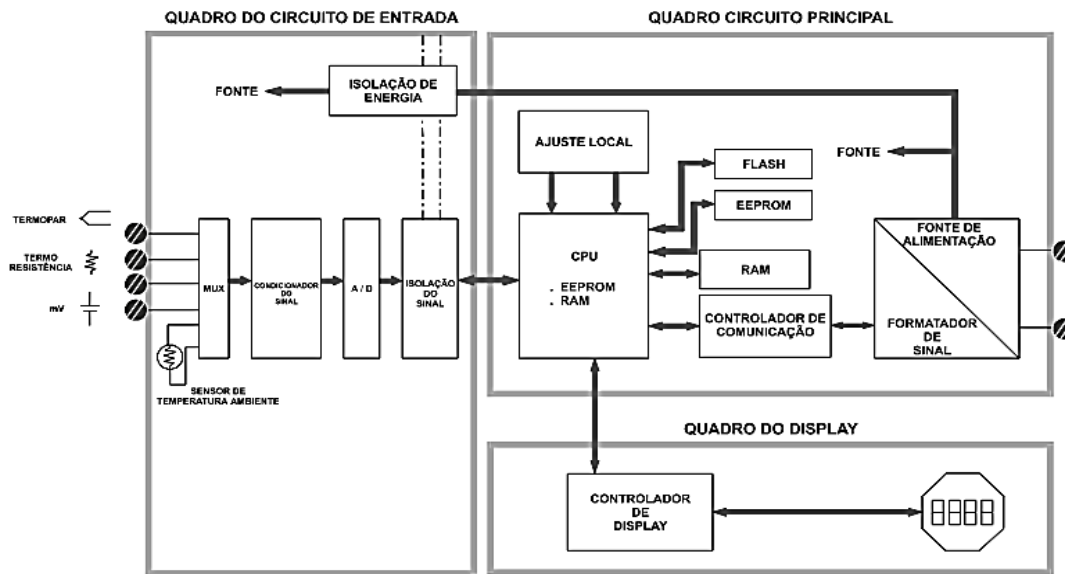 QUADRO DO CIRCUITO DE ENTRADA
QUADRO CIRCUITO PRINCIPAL
FONTE
ISOLAÇÃO DE
ENERGIA
AJUSTE LOCAL
FONTE
FLASH
EEPROM
TERMOPAR
TERMO
RESISTÊNCIA
mV
MUX
CONDICIONADOR
DO
SINAL
A / D
ISOLAÇÃO
DO
SINAL
CPU
. EEPROM
. RAM
RAM
CONTROLADOR DE
COMUNICAÇÃO
FONTE DE
ALIMENTAÇÃO
FORMATADOR
DE
SINAL
SENSOR DE
TEMPERATURA AMBIENTE
QUADRO DO DISPLAY
CONTROLADOR
DE
DISPLAY
8888